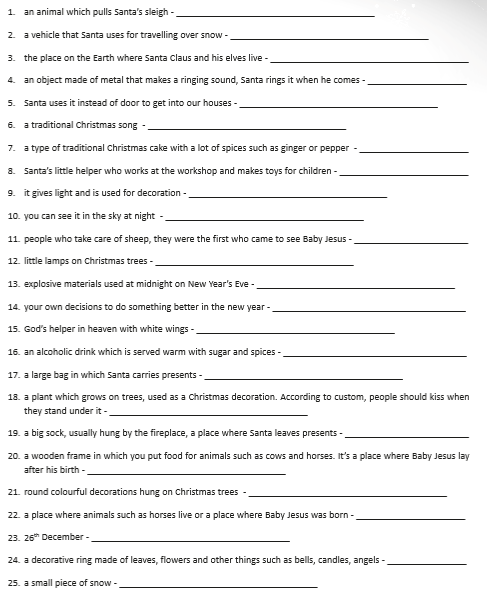 1. an animal which pulls Santa's sleigh -
2. a vehicle that Santa uses for travelling over snow -
3. the place on the Earth where Santa Claus and his elves live -
4. an object made of metal that makes a ringing sound, Santa rings it when he comes -
5. Santa uses it instead of door to get into our houses -
6. a traditional Christmas song -
7. a type of traditional Christmas cake with a lot of spices such as ginger or pepper -
8. Santa's little helper who works at the workshop and makes toys for children -
9. it gives light and is used for decoration -
10. you can see it in the sky at night -
11. people who take care of sheep, they were the first who came to see Baby Jesus -
12. little lamps on Christmas trees -
13. explosive materials used at midnight on New Year's Eve -
14. your own decisions to do something better in the new year -
15. God's helper in heaven with white wings -
16. an alcoholic drink which is served warm with sugar and spices -
17. a large bag in which Santa carries presents -
18. a plant which grows on trees, used as a Christmas decoration. According to custom, people should kiss when
they stand under it -
19. a big sock, usually hung by the fireplace, a place where Santa leaves presents -
20. a wooden frame in which you put food for animals such as cows and horses. It's a place where Baby Jesus lay
after his birth -
21. round colourful decorations hung on Christmas trees -
22. a place where animals such as horses live or a place where Baby Jesus was born -
23. 26th December -
24. a decorative ring made of leaves, flowers and other things such as bells, candles, angels -
25. a small piece of snow -